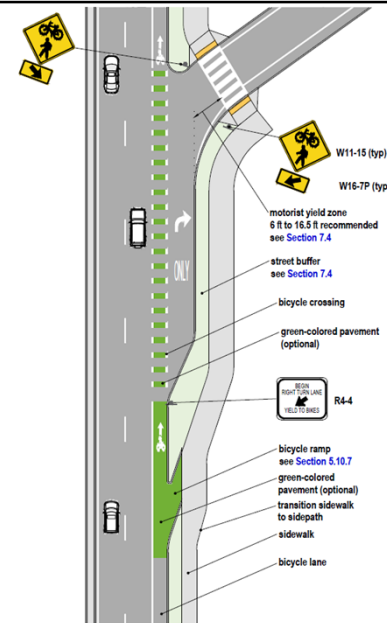 W11-15 (typ)
W16-7P (typ
motorist yield zone
6 ft to 16.5 ft recommended
see Section 7.4
street buffer
see Section 7.4
ONLY
bicycle crossing
green-colored pavement
(optional)
BEGIN
RIGHT TURN LANE
YIELD TO BIKES
R4-4
bicycle ramp
see Section 5.10.7
green-colored
pavement (optional)
transition sidewalk
to sidepath
sidewalk
bicycle lane